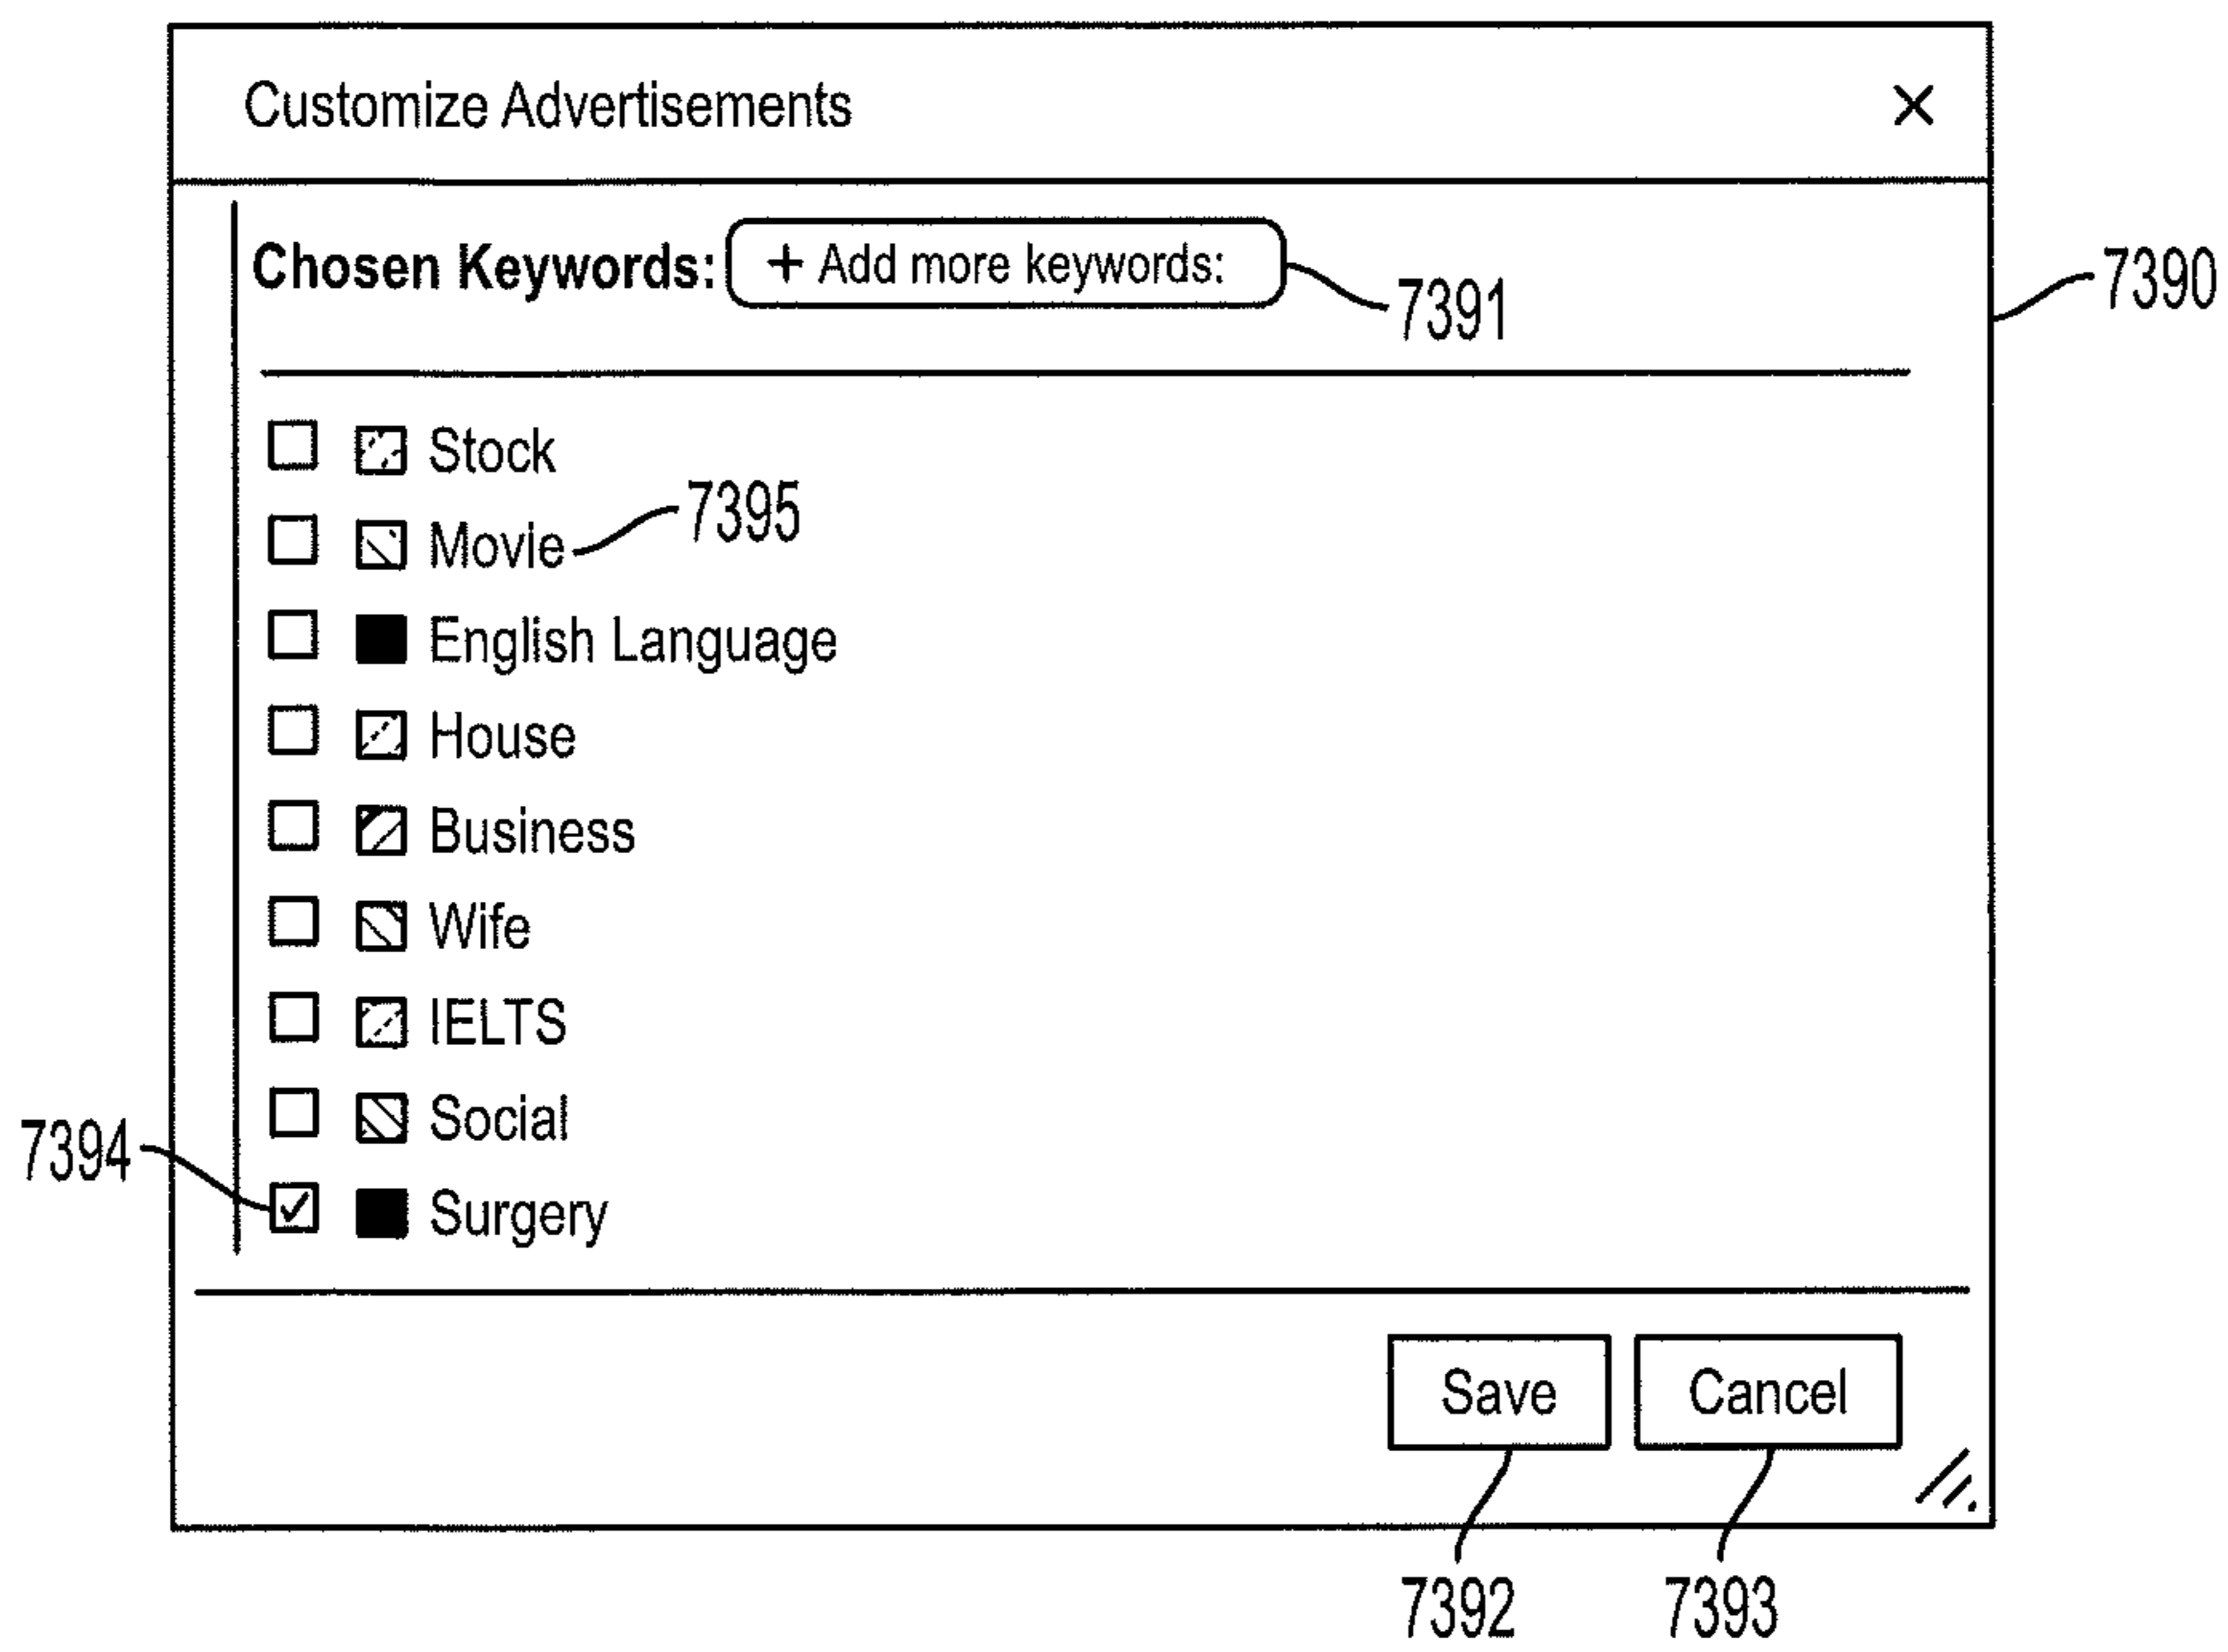 Customize Advertisements ×
Chosen Keywords: + Add more keywords:
7390
7391
Stock
7395
Movie
English Language
House
Business
Wife
IELTS
Social
7394
Surgery
Save Cancel
7392 7393